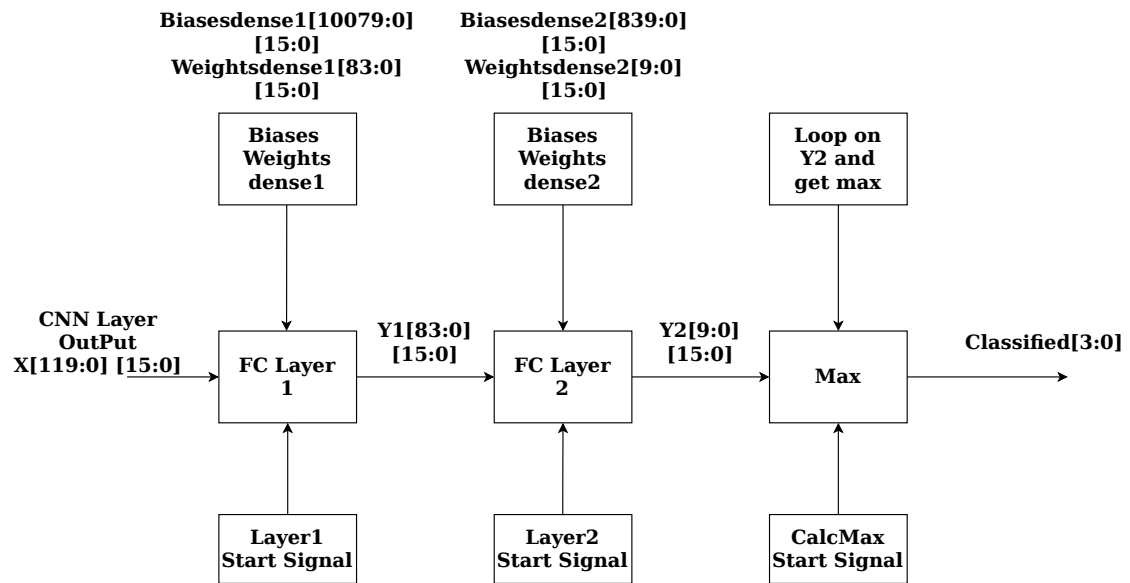 Biasesdense1[10079:0]
[15:0]
Weightsdense1[83:0]
[15:0]
Biasesdense2[839:0]
[15:0]
Weightsdense2[9:0]
[15:0]
Biases
Weights
dense1
Biases
Weights
dense2
Loop on
Y2 and
get max
CNN Layer
OutPut
X[119:0] [15:0]
FC Layer
1
Y1[83:0]
[15:0]
FC Layer
2
Y2[9:0]
[15:0]
Max
Classified[3:0]
Layer1
Start Signal
Layer2
Start Signal
CalcMax
Start Signal